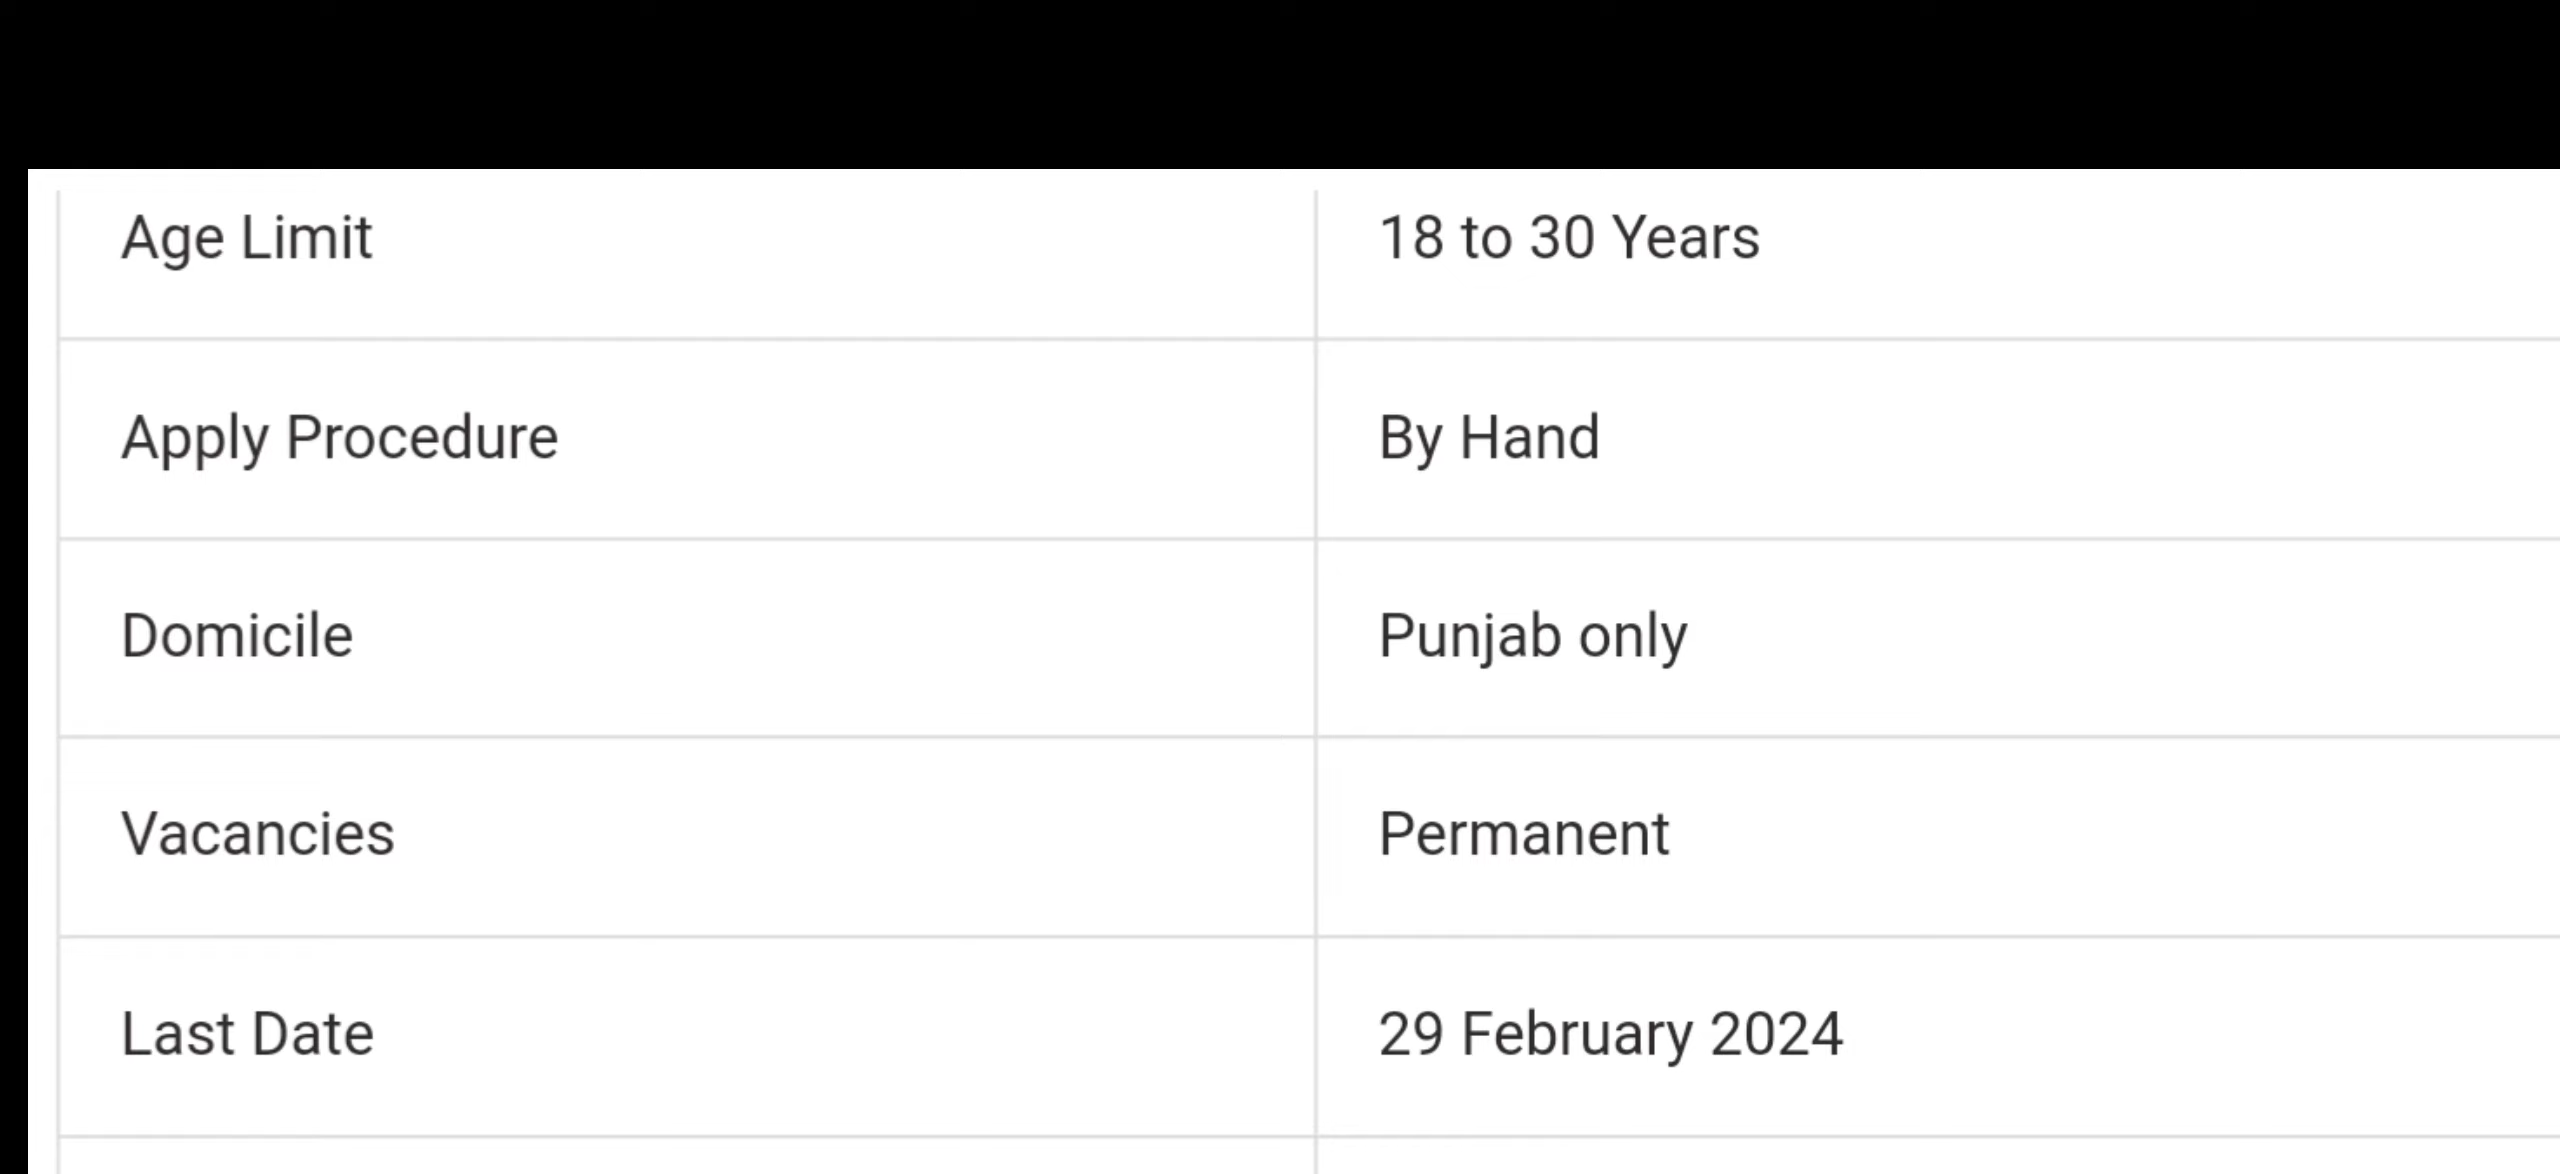 Age Limit 18 to 30 Years
Apply Procedure By Hand
Domicile Punjab only
Vacancies Permanent
Last Date 29 February 2024